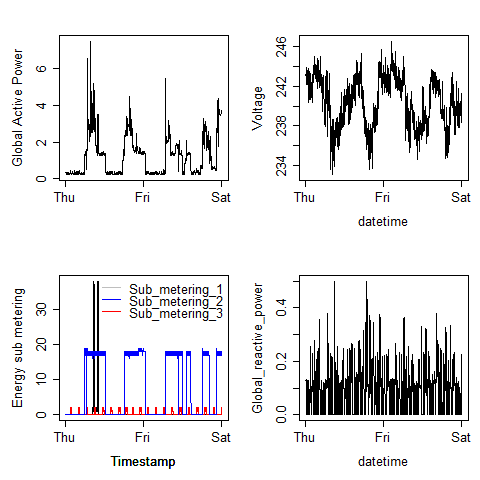 Global Active Power
0 2 4 6
Thu Fri Sat
Voltage
234 238 242 246
Thu Fri Sat
datetime
Energy sub metering
0 10 20 30
Sub_metering_1
Sub_metering_2
Sub_metering_3
Thu Fri Sat
Timestamp
Global_reactive_power
0.0 0.2 0.4
Thu Fri Sat
datetime